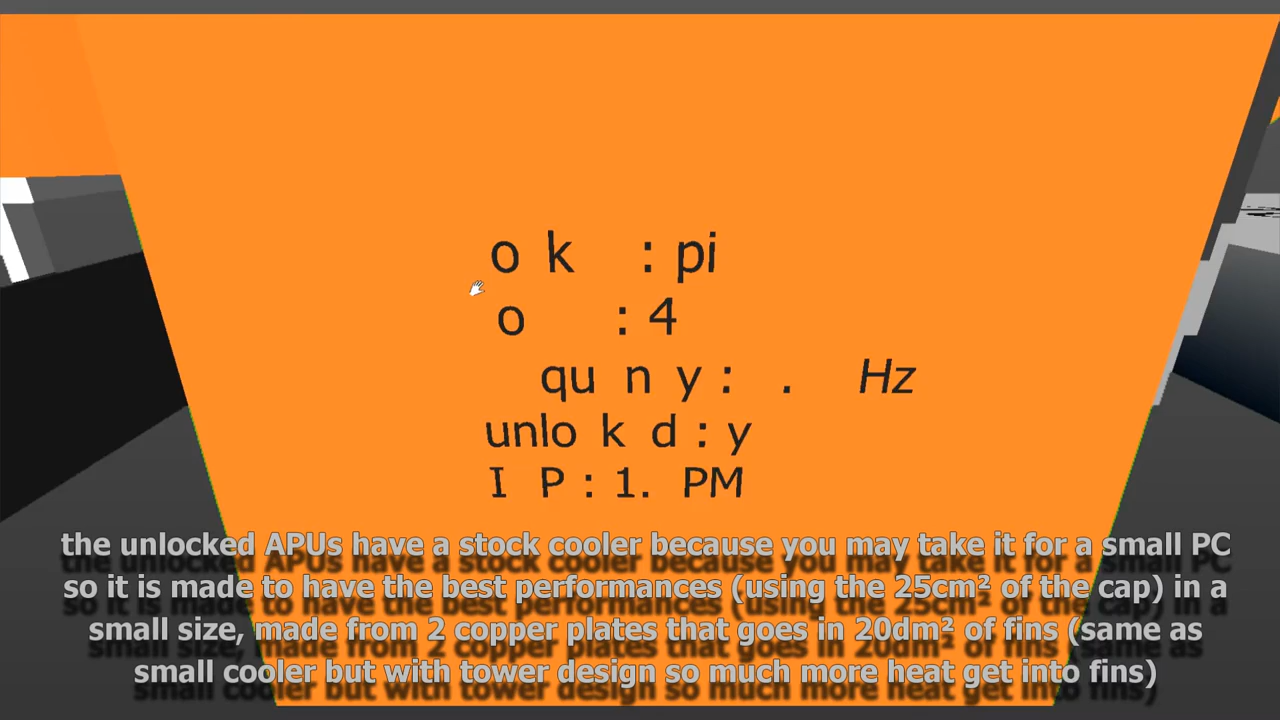 o k : pi
o : 4
qu n y : . Hz
unlo k d : y
I P : 1. PM
the unlocked APUs have a stock cooler because you may take it for a small PC
so it is made to have the best performances (using the 25cm² of the cap) in a
small size, made from 2 copper plates that goes in 20dm² of fins (same as
small cooler but with tower design so much more heat get into fins)